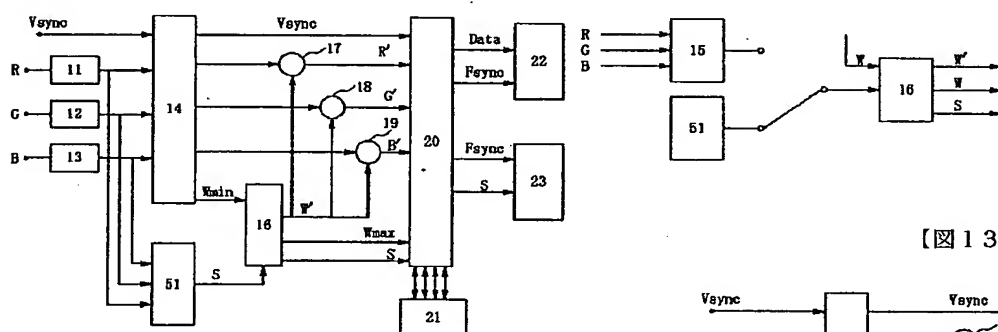 Vsync
14
Vsync
17
R'
R
11
18
G'
G
12
19
B'
B
13
20
Data
Fsync
22
Fsync
S
23
Wmin
16
W'
Wmax
S
51
S
21
R
G
B
15
51
W
16
W'
W
S
【図13
Vsync
Vsync